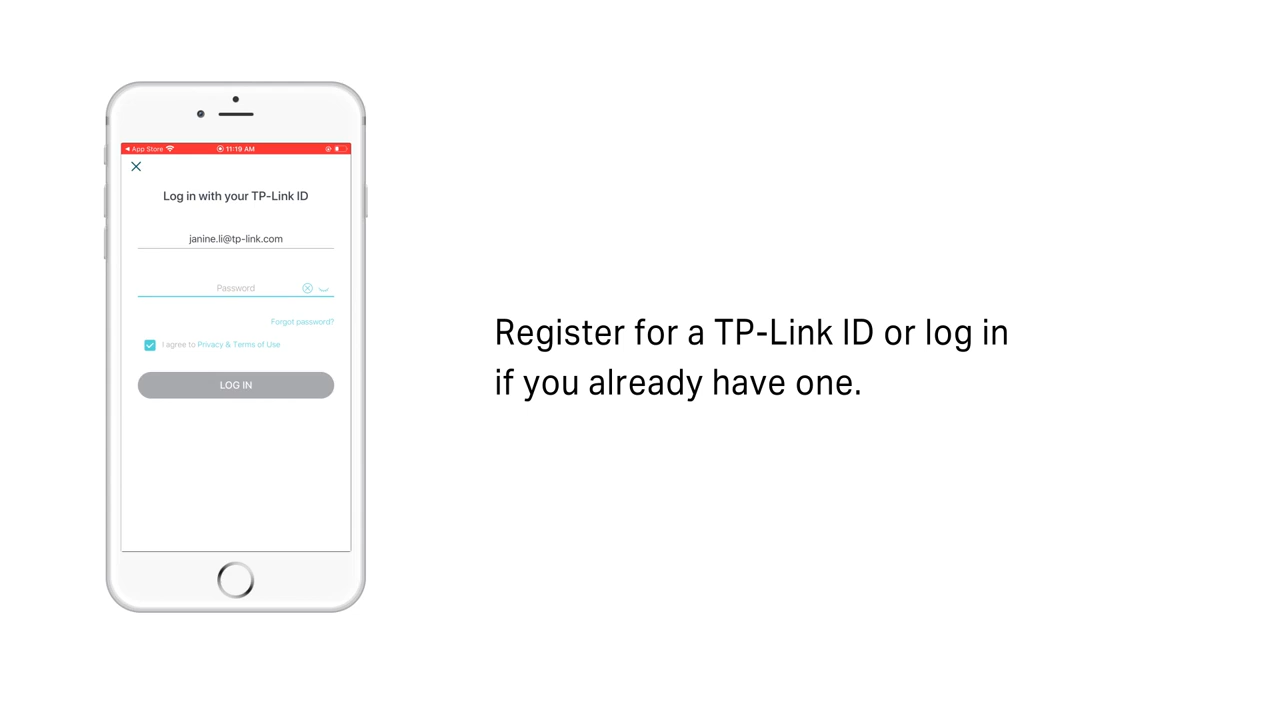 App Store 11:19 AM
Log in with your TP-Link ID
janine.li@tp-link.com
Password
Forgot password?
I agree to Privacy & Terms of Use
LOG IN
Register for a TP-Link ID or log in
if you already have one.